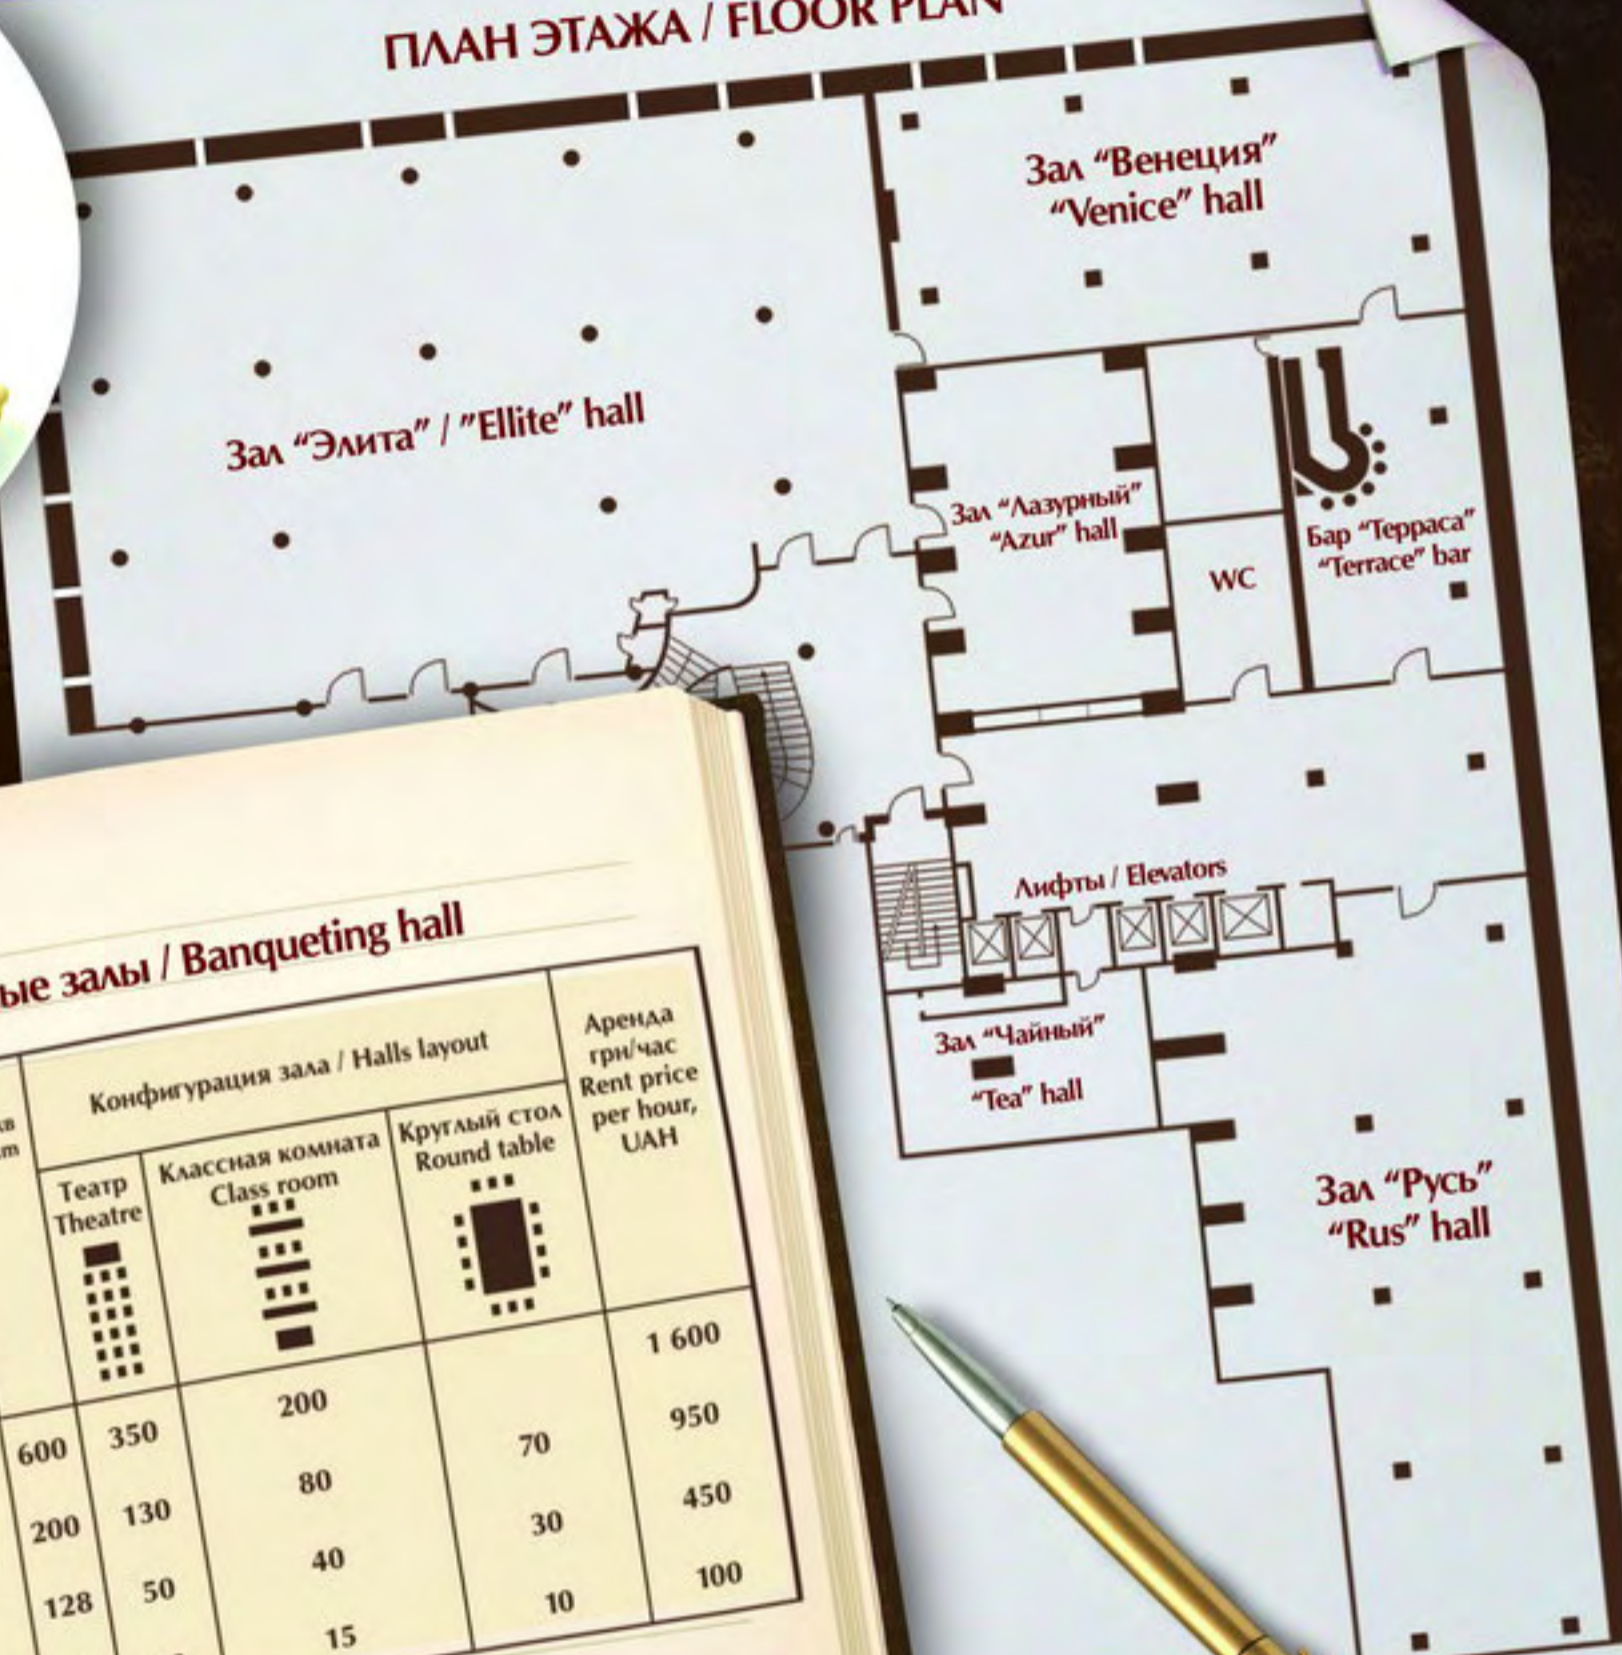 ПЛАН ЭТАЖА / FLOOR PLAN
Зал “Венеция”
“Venice” hall
Зал “Элита” / ”Ellite” hall
Зал “Лазурный”
“Azur” hall
WC
Бар “Терраса”
“Terrace” bar
Лифты / Elevators
Зал “Чайный”
“Tea” hall
Зал “Русь”
“Rus” hall
ые залы / Banqueting hall
Конфигурация зала / Halls layout
Аренда
грн/час
Rent price
per hour,
UAH
Театр
Theatre
Классная комната
Class room
Круглый стол
Round table
600 350 200 1 600
200 130 80 70 950
128 50 40 30 450
15 10 100